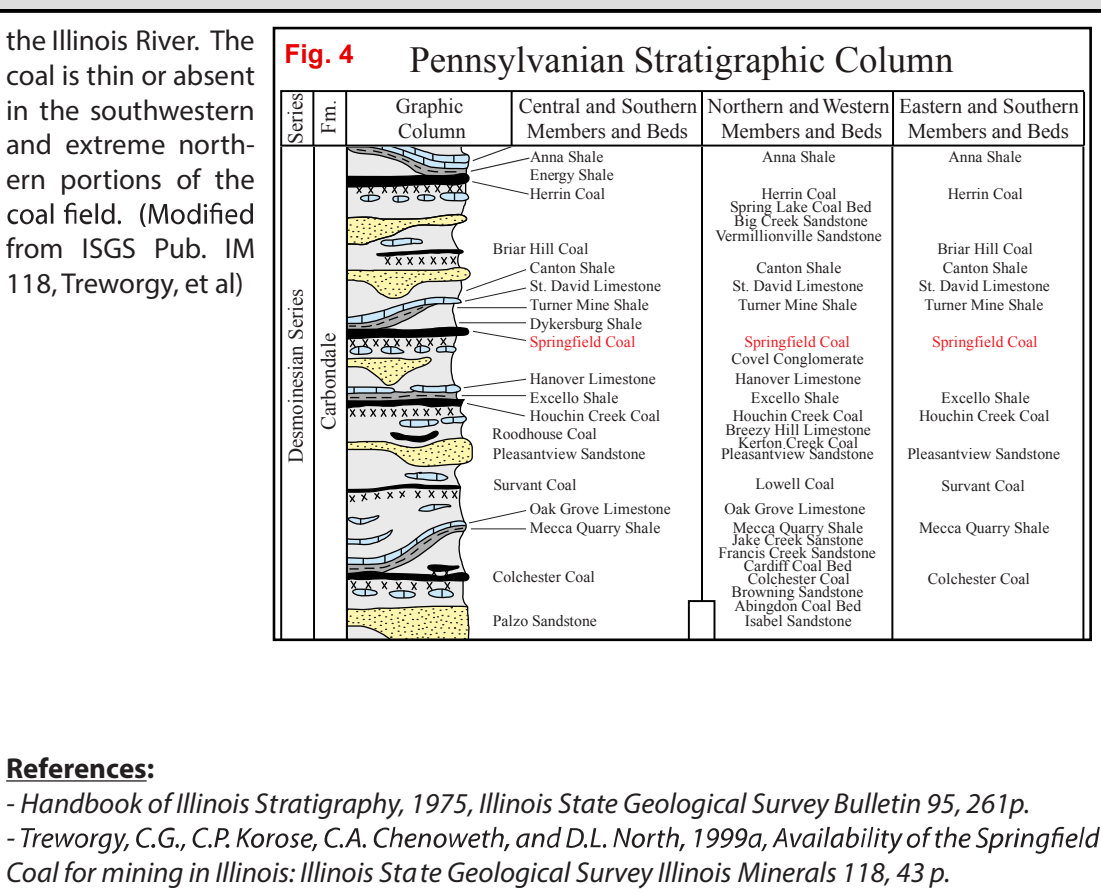 the Illinois River. The
coal is thin or absent
in the southwestern
and extreme north-
ern portions of the
coal field. (Modified
from ISGS Pub. IM
118, Treworgy, et al)
Fig. 4
Pennsylvanian Stratigraphic Column
Series
Fm.
Graphic
Column
Central and Southern
Members and Beds
Northern and Western
Members and Beds
Eastern and Southern
Members and Beds
Desmoinesian Series
Carbondale
Anna Shale
Energy Shale
Herrin Coal
Briar Hill Coal
Canton Shale
St. David Limestone
Turner Mine Shale
Dykersburg Shale
Springfield Coal
Hanover Limestone
Excello Shale
Houchin Creek Coal
Roodhouse Coal
Pleasantview Sandstone
Survant Coal
Oak Grove Limestone
Mecca Quarry Shale
Colchester Coal
Palzo Sandstone
Anna Shale
Herrin Coal
Spring Lake Coal Bed
Big Creek Sandstone
Vermillionville Sandstone
Canton Shale
St. David Limestone
Turner Mine Shale
Springfield Coal
Covel Conglomerate
Hanover Limestone
Excello Shale
Houchin Creek Coal
Breezy Hill Limestone
Kerton Creek Coal
Pleasantview Sandstone
Lowell Coal
Oak Grove Limestone
Mecca Quarry Shale
Jake Creek Sanstone
Francis Creek Sandstone
Cardiff Coal Bed
Colchester Coal
Browning Sandstone
Abingdon Coal Bed
Isabel Sandstone
Anna Shale
Herrin Coal
Briar Hill Coal
Canton Shale
St. David Limestone
Turner Mine Shale
Springfield Coal
Excello Shale
Houchin Creek Coal
Pleasantview Sandstone
Survant Coal
Mecca Quarry Shale
Colchester Coal
References:
- Handbook of Illinois Stratigraphy, 1975, Illinois State Geological Survey Bulletin 95, 261p.
- Treworgy, C.G., C.P. Korose, C.A. Chenoweth, and D.L. North, 1999a, Availability of the Springfield
Coal for mining in Illinois: Illinois State Geological Survey Illinois Minerals 118, 43 p.